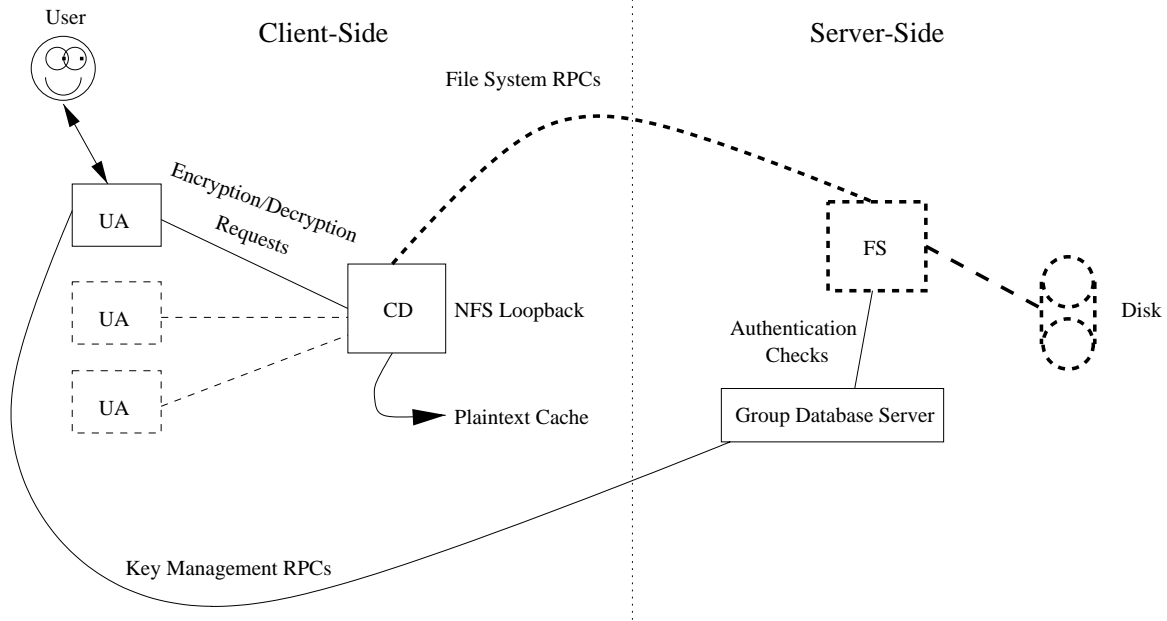 User
Client-Side
Server-Side
File System RPCs
Encryption/Decryption
Requests
UA
UA
UA
CD
NFS Loopback
Plaintext Cache
FS
Disk
Authentication
Checks
Group Database Server
Key Management RPCs